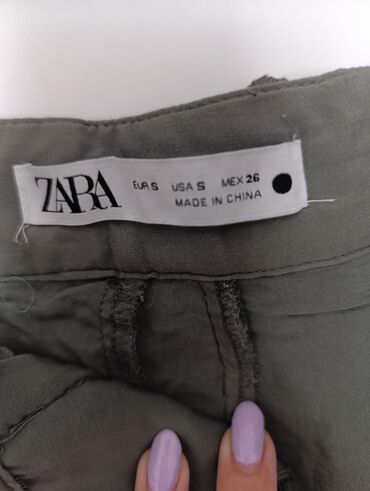 ZARA EUR S USA S MEX 26
MADE IN CHINA